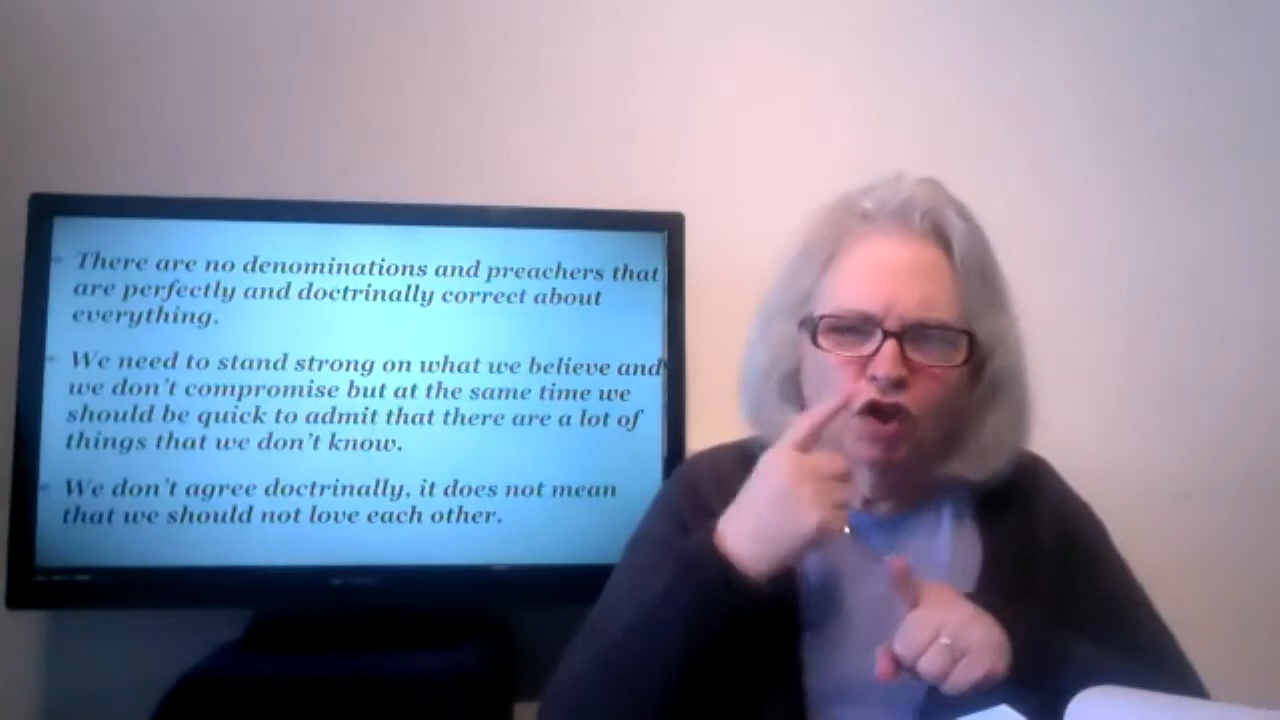 There are no denominations and preachers that
are perfectly and doctrinally correct about
everything.
We need to stand strong on what we believe and
we don't compromise but at the same time we
should be quick to admit that there are a lot of
things that we don't know.
We don't agree doctrinally, it does not mean
that we should not love each other.